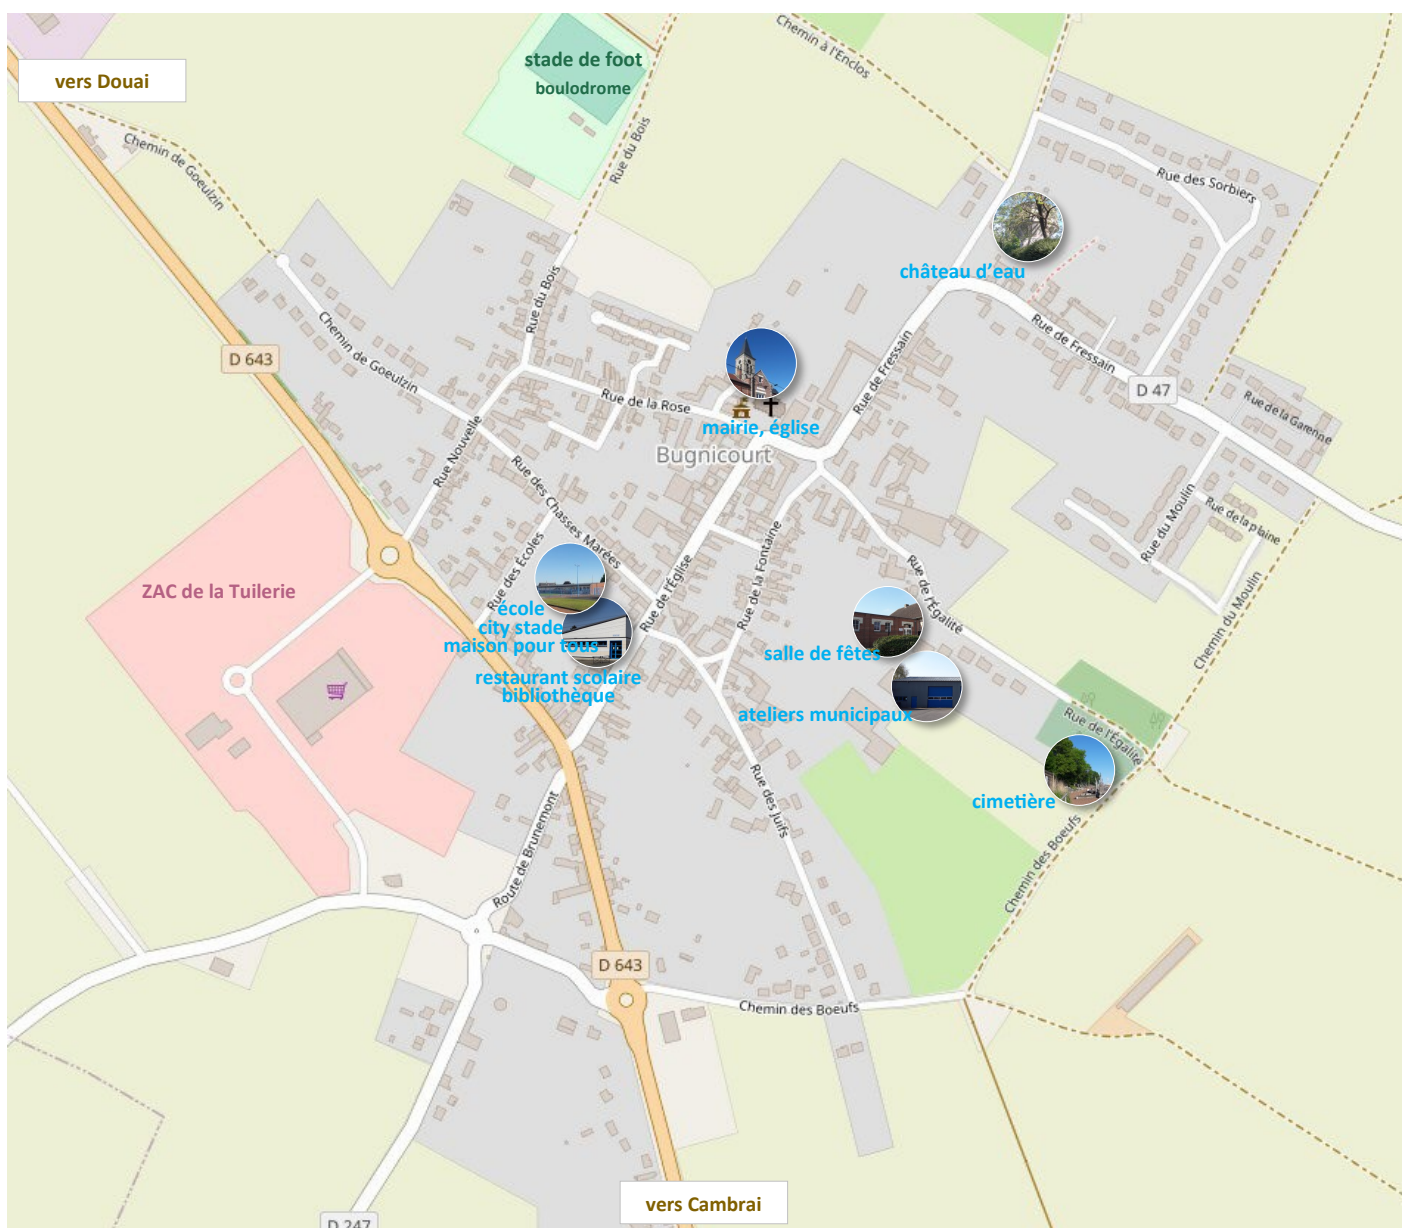 vers Douai
stade de foot
boulodrome
Chemin à l'Enclos
Chemin de Goeulzin
Rue du Bois
Rue des Sorbiers
château d'eau
Rue du Bois
Rue de Fressain
Chemin de Goeulzin
D 643
Rue de Fressain
D 47
Rue de la Rose
Rue de la Garenne
mairie, église
Bugnicourt
Rue Nouvelle
Rue des Chasses Marées
Rue du Moulin
Rue de la plaine
Rue des Écoles
Rue de l'Église
Rue de la Fontaine
Rue de l'Égalité
Chemin du Moulin
ZAC de la Tuilerie
école
city stade
maison pour tous
restaurant scolaire
bibliothèque
salle de fêtes
ateliers municipaux
Rue de l'Égalité
cimetière
Rue des Juifs
Route de Brunemont
Chemin des Boeufs
D 643
Chemin des Boeufs
vers Cambrai
D 247